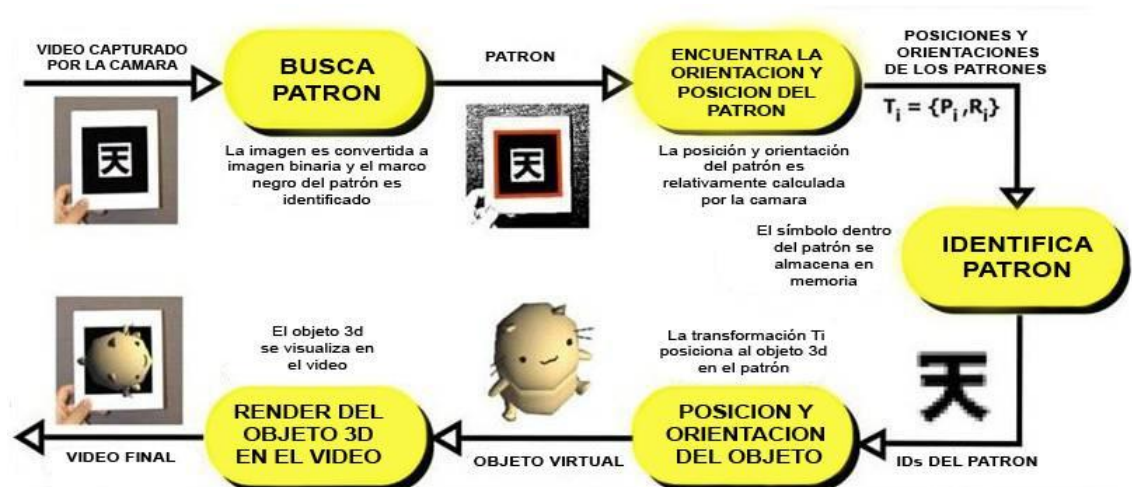 VIDEO CAPTURADO
POR LA CAMARA
BUSCA
PATRON
La imagen es convertida a
imagen binaria y el marco
negro del patrón es
identificado
天
PATRON
天
ENCUENTRA LA
ORIENTACION Y
POSICION DEL
PATRON
La posición y orientación
del patrón es
relativamente calculada
por la camara
POSICIONES Y
ORIENTACIONES
DE LOS PATRONES
Ti = {Pi ,Ri}
IDENTIFICA
PATRON
El símbolo dentro
del patrón se
almacena en
memoria
天
IDs DEL PATRON
POSICION Y
ORIENTACION
DEL OBJETO
La transformación Ti
posiciona al objeto 3d
en el patrón
OBJETO VIRTUAL
RENDER DEL
OBJETO 3D
EN EL VIDEO
El objeto 3d
se visualiza en
el video
VIDEO FINAL